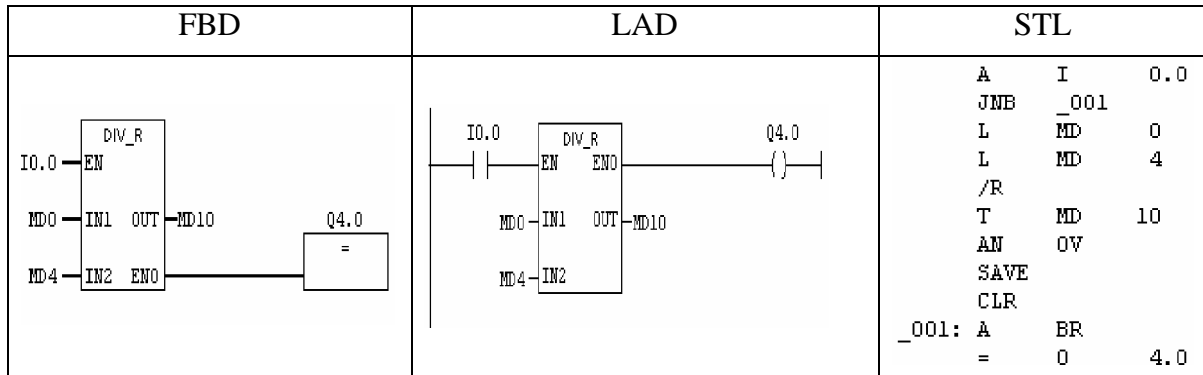 FBD
LAD
STL
DIV_R
I0.0 EN
MD0 IN1 OUT MD10
Q4.0
=
MD4 IN2 ENO
I0.0
DIV_R
Q4.0
EN ENO
( )
MD0 IN1 OUT MD10
MD4 IN2
A I 0.0
JNB _001
L MD 0
L MD 4
/R
T MD 10
AN OV
SAVE
CLR
_001: A BR
= Q 4.0